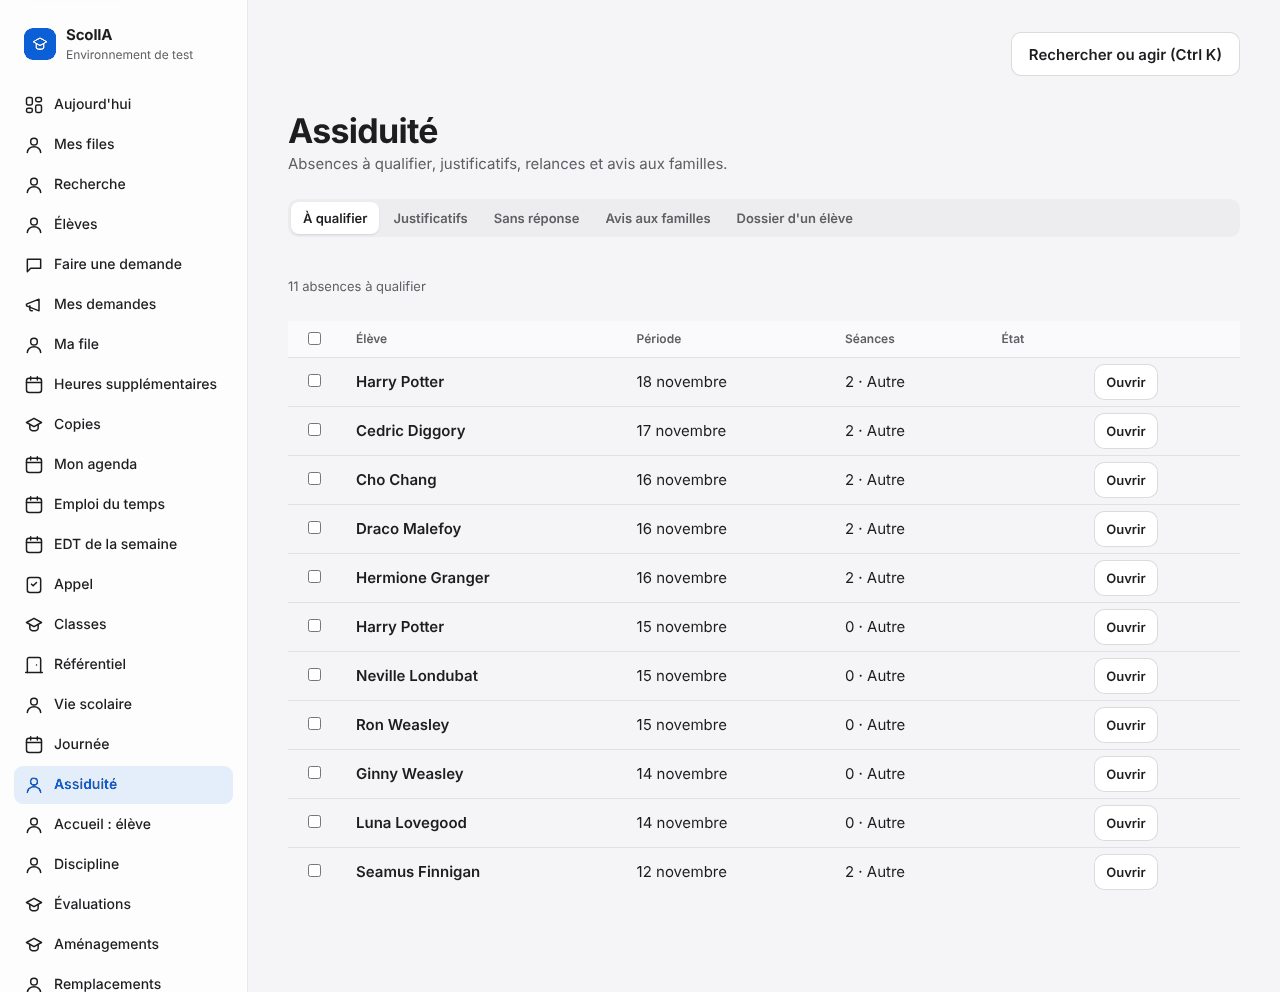 ScolIA
Environnement de test
Aujourd'hui
Mes files
Recherche
Élèves
Faire une demande
Mes demandes
Ma file
Heures supplémentaires
Copies
Mon agenda
Emploi du temps
EDT de la semaine
Appel
Classes
Référentiel
Vie scolaire
Journée
Assiduité
Accueil : élève
Discipline
Évaluations
Aménagements
Remplacements
Rechercher ou agir (Ctrl K)
Assiduité
Absences à qualifier, justificatifs, relances et avis aux familles.
À qualifier Justificatifs Sans réponse Avis aux familles Dossier d'un élève
11 absences à qualifier
Élève Période Séances État
Harry Potter 18 novembre 2 · Autre Ouvrir
Cedric Diggory 17 novembre 2 · Autre Ouvrir
Cho Chang 16 novembre 2 · Autre Ouvrir
Draco Malefoy 16 novembre 2 · Autre Ouvrir
Hermione Granger 16 novembre 2 · Autre Ouvrir
Harry Potter 15 novembre 0 · Autre Ouvrir
Neville Londubat 15 novembre 0 · Autre Ouvrir
Ron Weasley 15 novembre 0 · Autre Ouvrir
Ginny Weasley 14 novembre 0 · Autre Ouvrir
Luna Lovegood 14 novembre 0 · Autre Ouvrir
Seamus Finnigan 12 novembre 2 · Autre Ouvrir